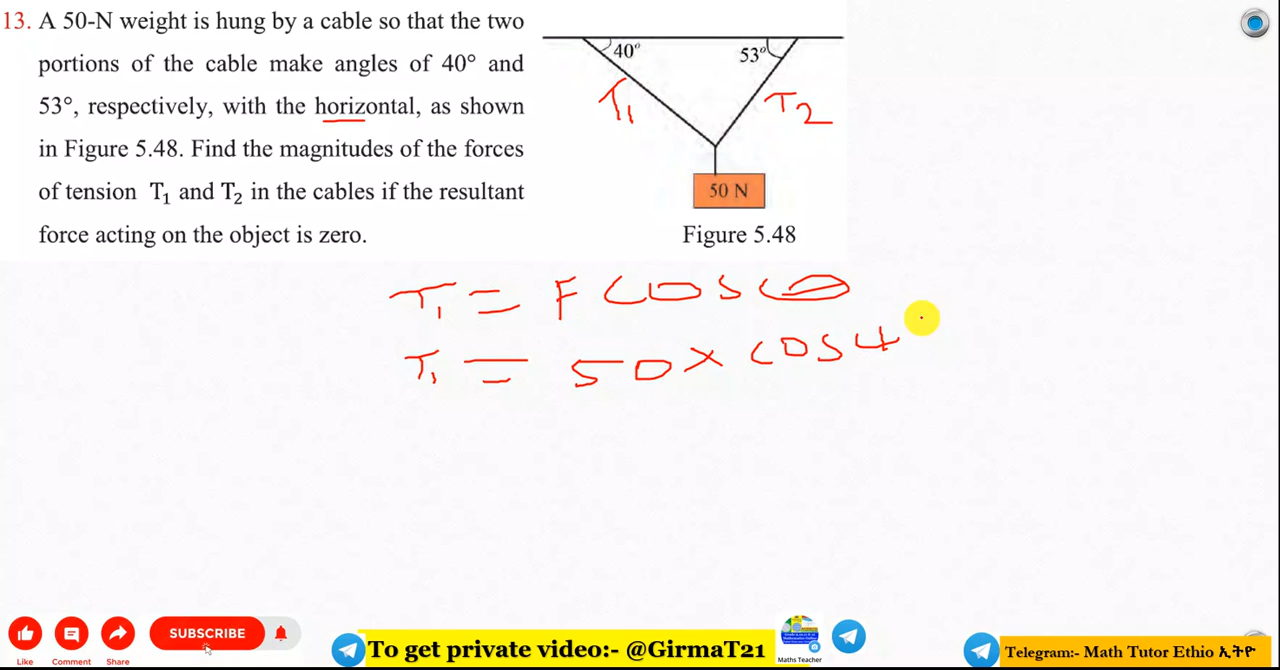 13. A 50-N weight is hung by a cable so that the two
portions of the cable make angles of 40° and
53°, respectively, with the horizontal, as shown
in Figure 5.48. Find the magnitudes of the forces
of tension T₁ and T₂ in the cables if the resultant
force acting on the object is zero.
40°
53°
T₁
T₂
50 N
Figure 5.48
T₁ = F cos θ
T₁ = 50 × cos 4
Like
Comment
Share
SUBSCRIBE
To get private video:- @GirmaT21
Maths Teacher
Telegram:- Math Tutor Ethio ኢትዮ